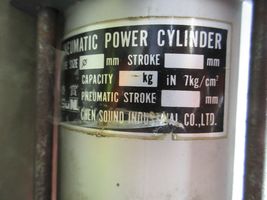 PNEUMATIC POWER CYLINDER
SIZE mm STROKE mm
CAPACITY kg iN 7kg/cm²
PNEUMATIC STROKE mm
CHEN SOUND INDUSTRIAL CO.,LTD.